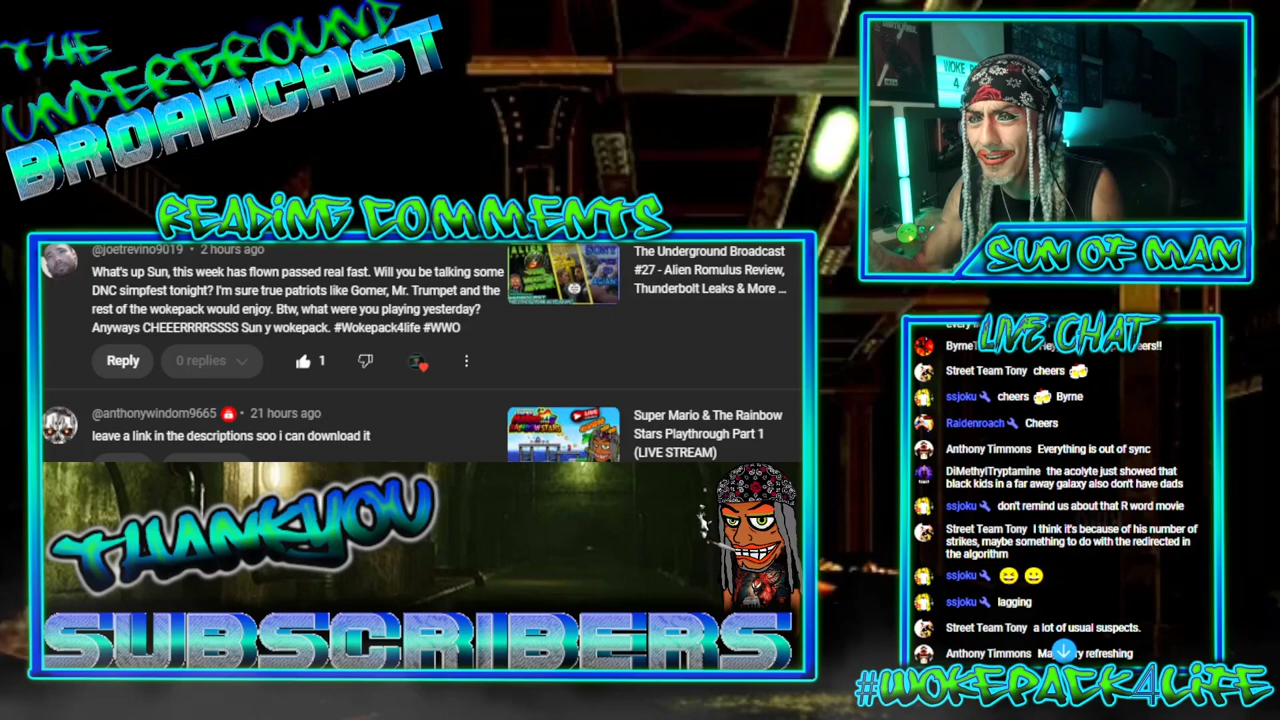 THE
UNDERGROUND
BROADCAST
READING COMMENTS
@joetrevino9019 • 2 hours ago
What's up Sun, this week has flown passed real fast. Will you be talking some
DNC simpfest tonight? I'm sure true patriots like Gomer, Mr. Trumpet and the
rest of the wokepack would enjoy. Btw, what were you playing yesterday?
Anyways CHEEERRRRSSSS Sun y wokepack. #Wokepack4life #WWO
Reply
0 replies
1
The Underground Broadcast
#27 - Alien Romulus Review,
Thunderbolt Leaks & More ...
@anthonywindom9665 • 21 hours ago
leave a link in the descriptions soo i can download it
Super Mario & The Rainbow
Stars Playthrough Part 1
(LIVE STREAM)
THANKYOU
SUBSCRIBERS
WOKE
4
SUN OF MAN
LIVE CHAT
Street Team Tony cheers
ssjoku cheers Byrne
Raidenroach Cheers
Anthony Timmons Everything is out of sync
DiMethylTryptamine the acolyte just showed that
black kids in a far away galaxy also don't have dads
ssjoku don't remind us about that R word movie
Street Team Tony I think it's because of his number of
strikes, maybe something to do with the redirected in
the algorithm
ssjoku
ssjoku lagging
Street Team Tony a lot of usual suspects.
Anthony Timmons refreshing
#WOKEPACK4LIFE